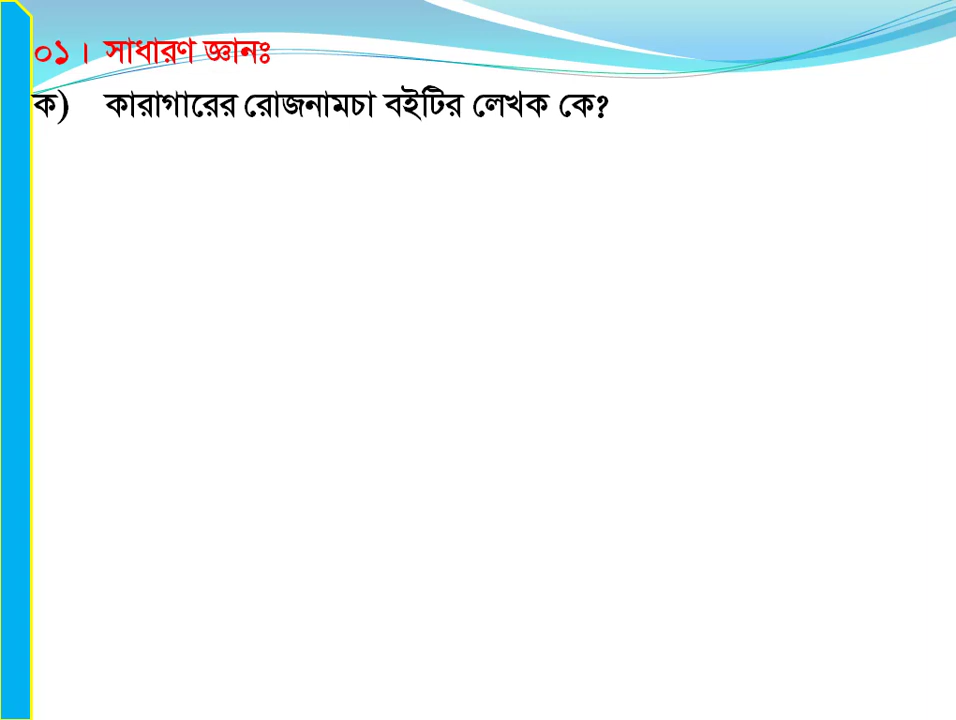 ০১। সাধারণ জ্ঞানঃ
ক) কারাগারের রোজনামচা বইটির লেখক কে?